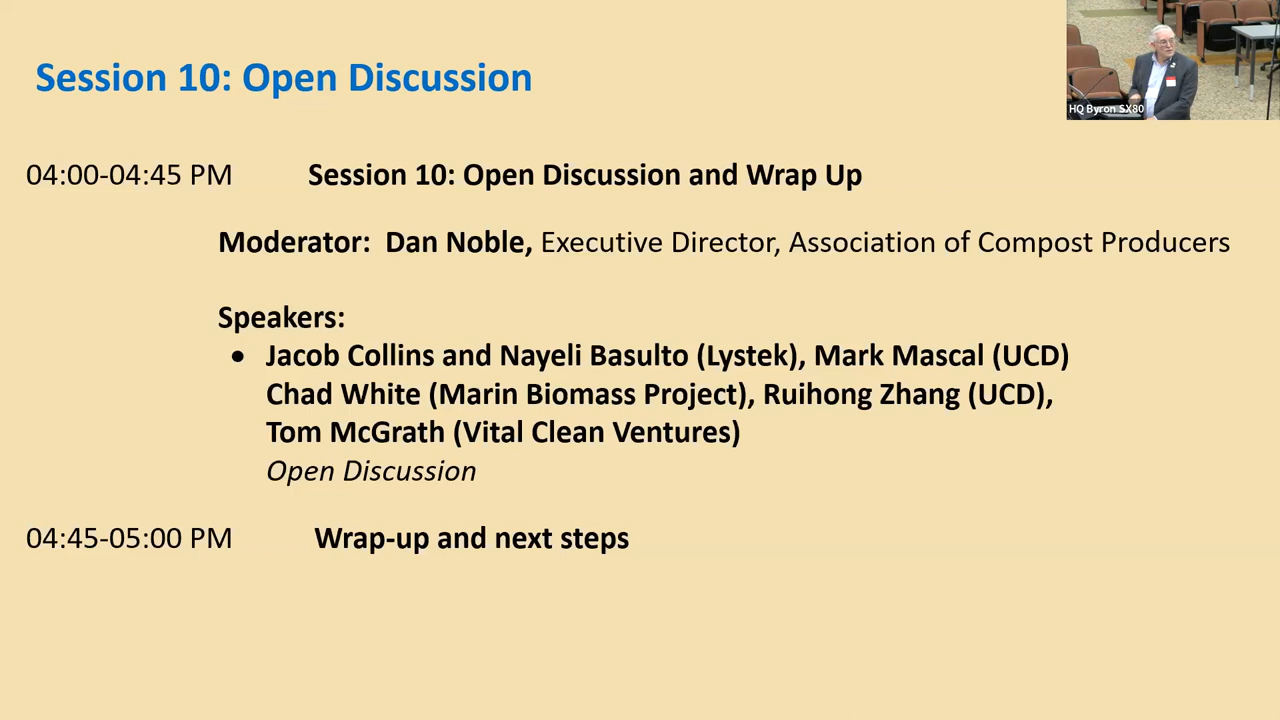 Session 10: Open Discussion
HQ Byron SX80
04:00-04:45 PM Session 10: Open Discussion and Wrap Up
Moderator: Dan Noble, Executive Director, Association of Compost Producers
Speakers:
• Jacob Collins and Nayeli Basulto (Lystek), Mark Mascal (UCD)
Chad White (Marin Biomass Project), Ruihong Zhang (UCD),
Tom McGrath (Vital Clean Ventures)
Open Discussion
04:45-05:00 PM Wrap-up and next steps